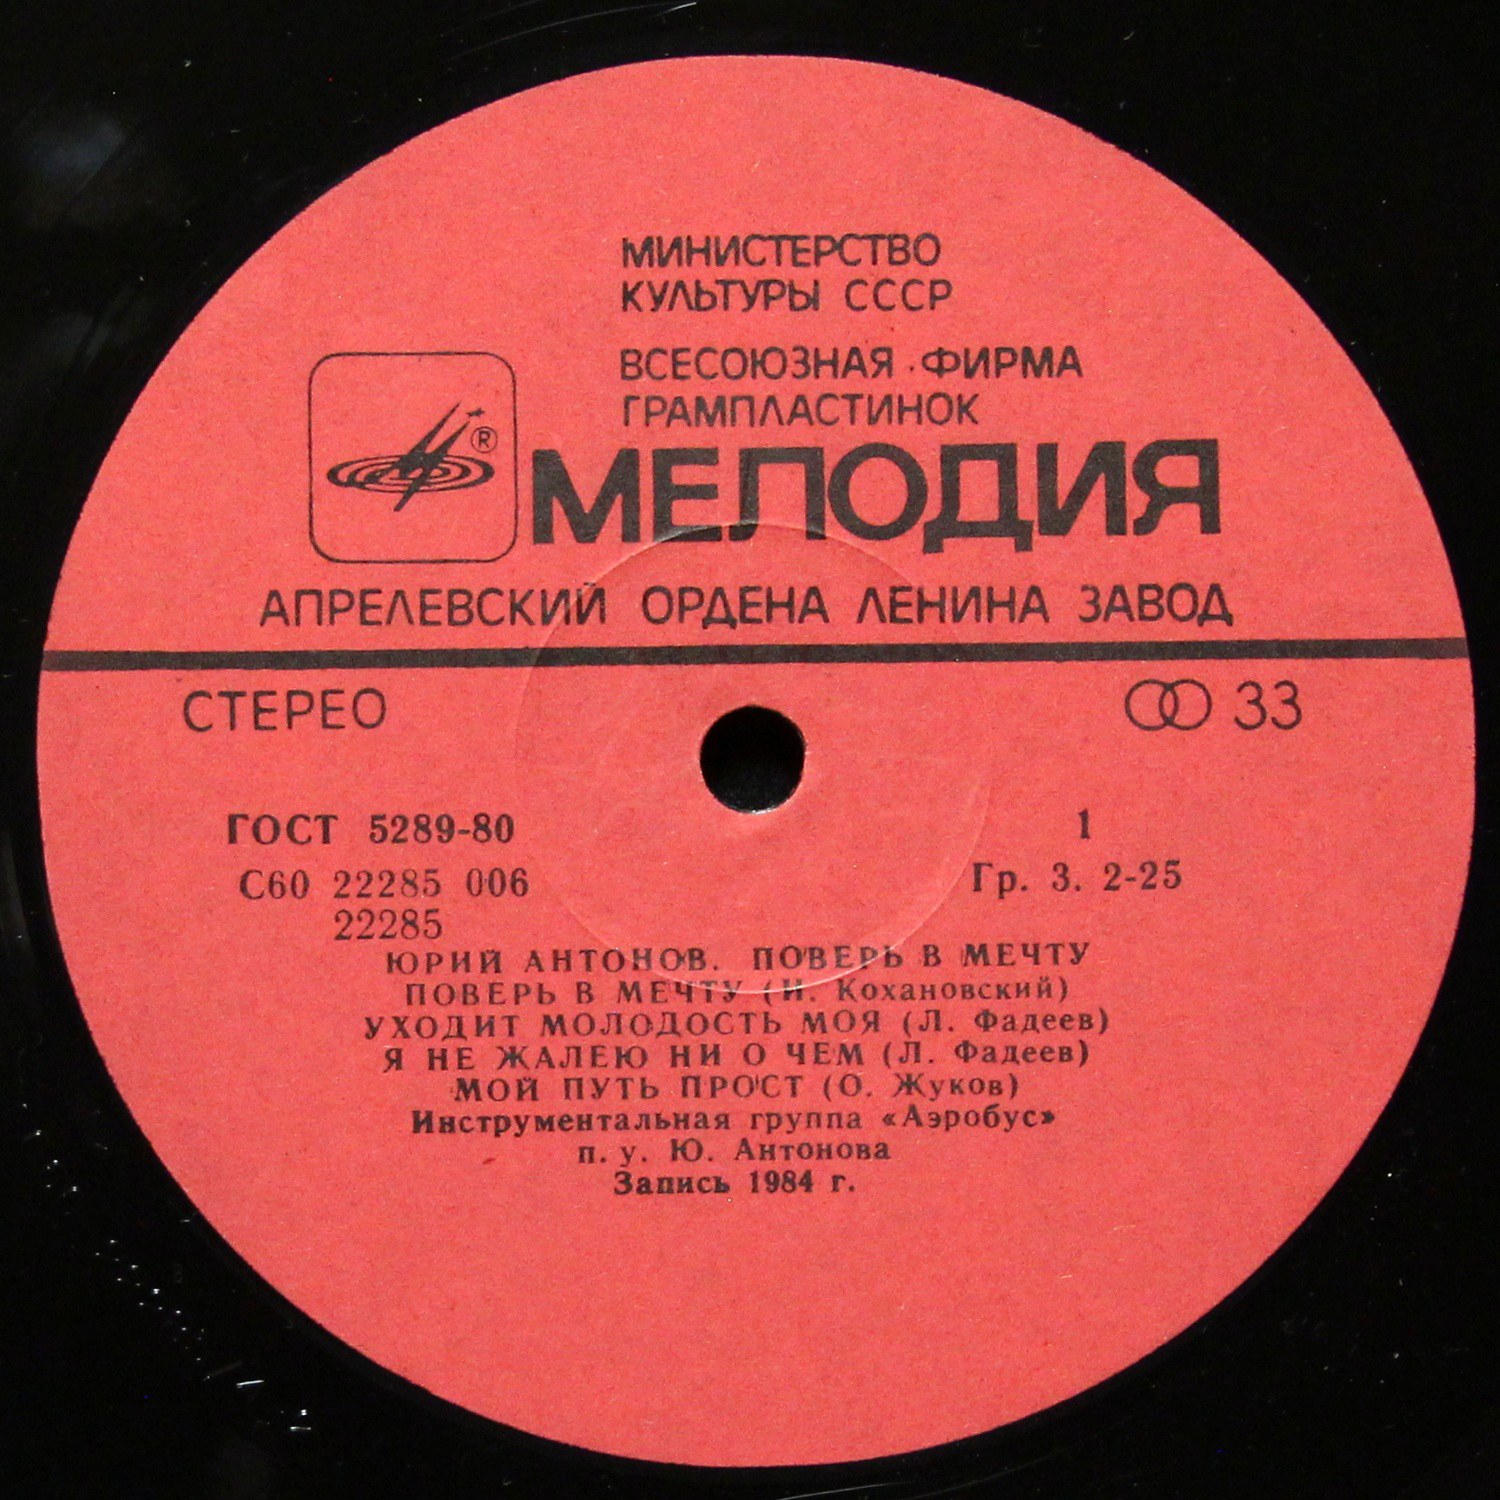 МИНИСТЕРСТВО
КУЛЬТУРЫ СССР
ВСЕСОЮЗНАЯ ФИРМА
ГРАМПЛАСТИНОК
®
МЕЛОДИЯ
АПРЕЛЕВСКИЙ ОРДЕНА ЛЕНИНА ЗАВОД
СТЕРЕО
33
ГОСТ 5289-80
1
С60 22285 006
Гр. 3. 2-25
22285
ЮРИЙ АНТОНОВ. ПОВЕРЬ В МЕЧТУ
ПОВЕРЬ В МЕЧТУ (И. Кохановский)
УХОДИТ МОЛОДОСТЬ МОЯ (Л. Фадеев)
Я НЕ ЖАЛЕЮ НИ О ЧЕМ (Л. Фадеев)
МОЙ ПУТЬ ПРОСТ (О. Жуков)
Инструментальная группа «Аэробус»
п. у. Ю. Антонова
Запись 1984 г.